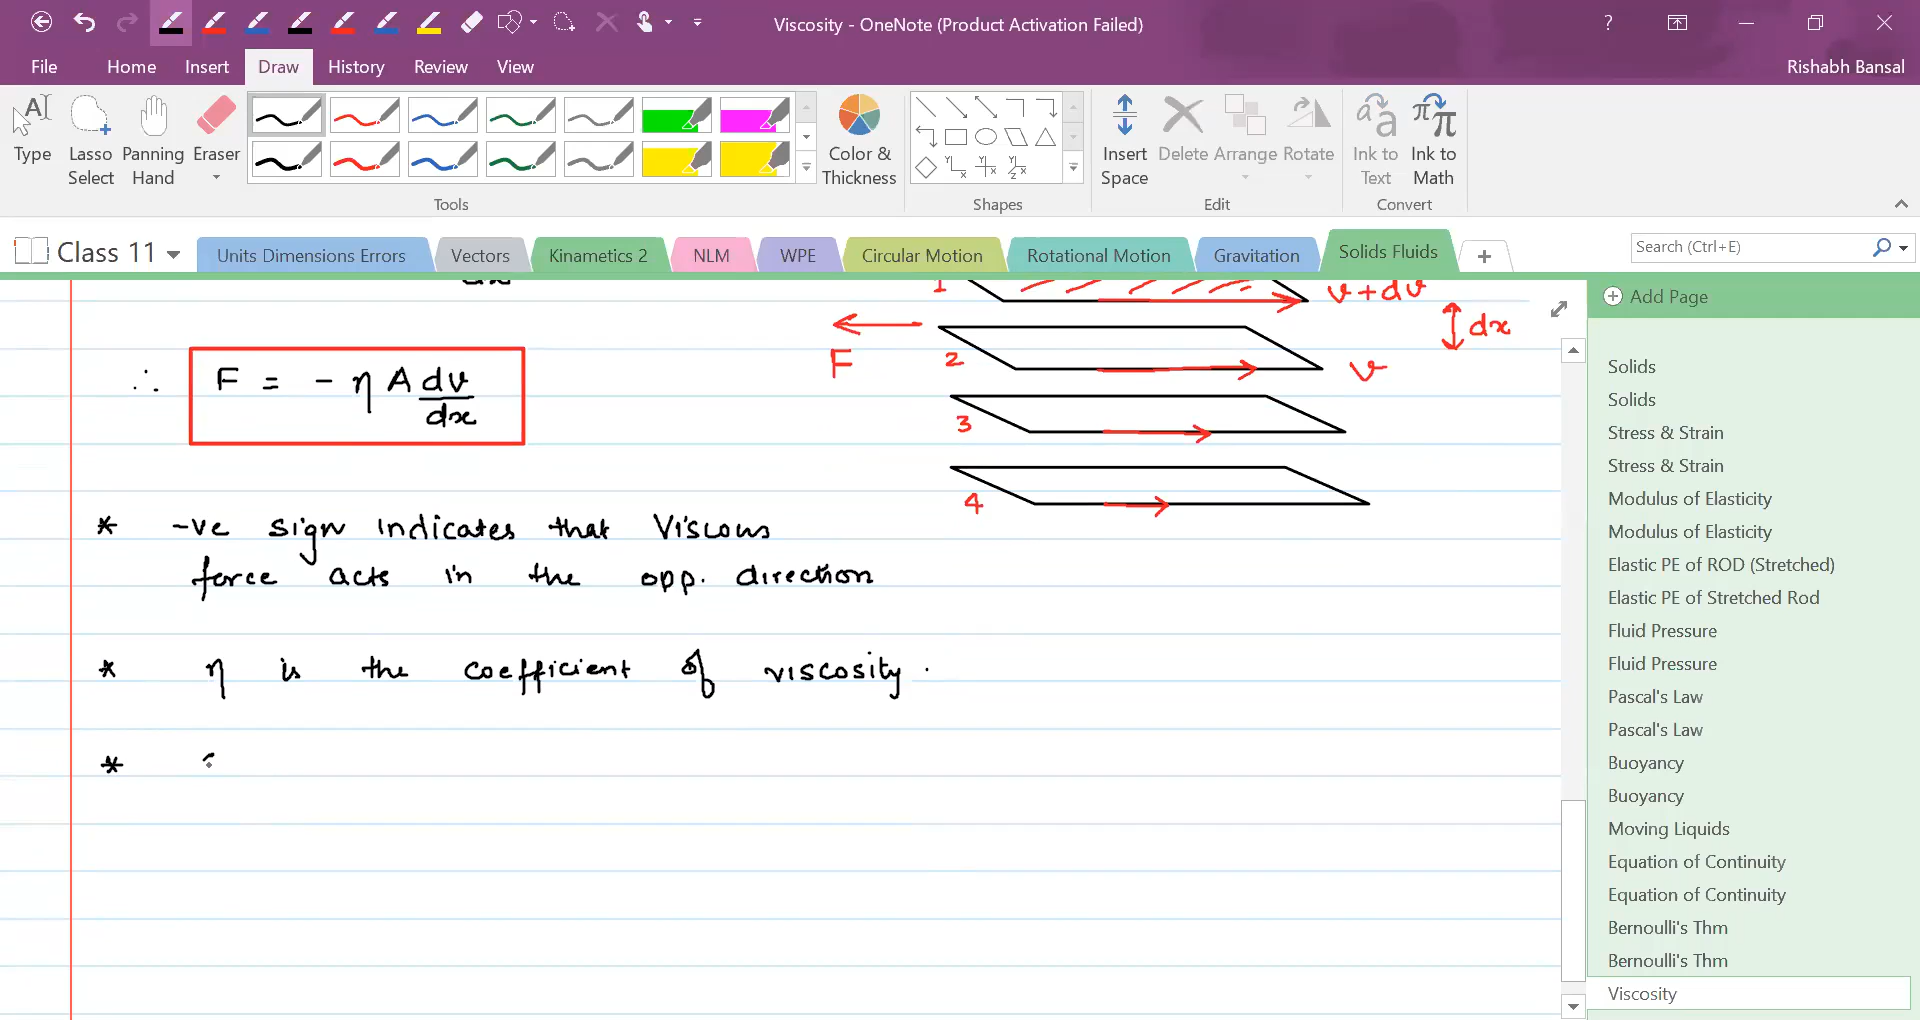 Viscosity - OneNote (Product Activation Failed)
?
File Home Insert Draw History Review View
Rishabh Bansal
Type
Lasso Select
Panning Hand
Eraser
Color & Thickness
Insert Space
Delete
Arrange
Rotate
Ink to Text
Ink to Math
Tools
Shapes
Edit
Convert
Class 11
Units Dimensions Errors
Vectors
Kinametics 2
NLM
WPE
Circular Motion
Rotational Motion
Gravitation
Solids Fluids
+
Search (Ctrl+E)
dx
1
v+dv
F
2
v
dx
3
4
∴ F = - η A dv/dx
* -ve sign indicates that Viscous
force acts in the opp. direction
* η is the coefficient of viscosity.
*
Add Page
Solids
Solids
Stress & Strain
Stress & Strain
Modulus of Elasticity
Modulus of Elasticity
Elastic PE of ROD (Stretched)
Elastic PE of Stretched Rod
Fluid Pressure
Fluid Pressure
Pascal's Law
Pascal's Law
Buoyancy
Buoyancy
Moving Liquids
Equation of Continuity
Equation of Continuity
Bernoulli's Thm
Bernoulli's Thm
Viscosity